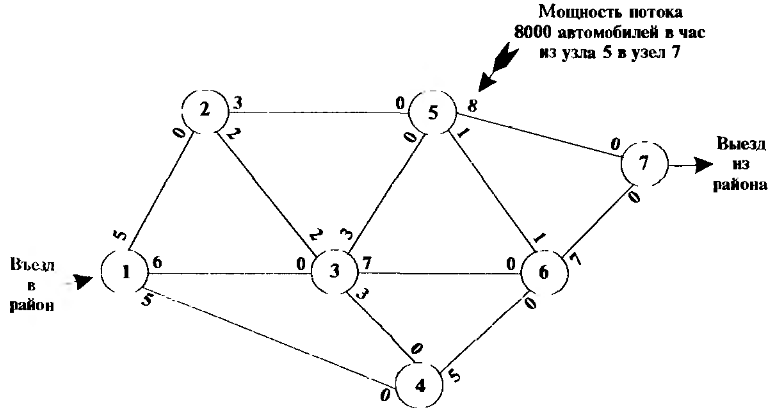 Мощность потока
8000 автомобилей в час
из узла 5 в узел 7
2 3 0 5 8
0 2 0 1
0 7
Выезд
из
района
0
5 2 3 1 7
Въезд
в
район
1 6 0 3 7 0 6
5 3 0
0
0 4 5